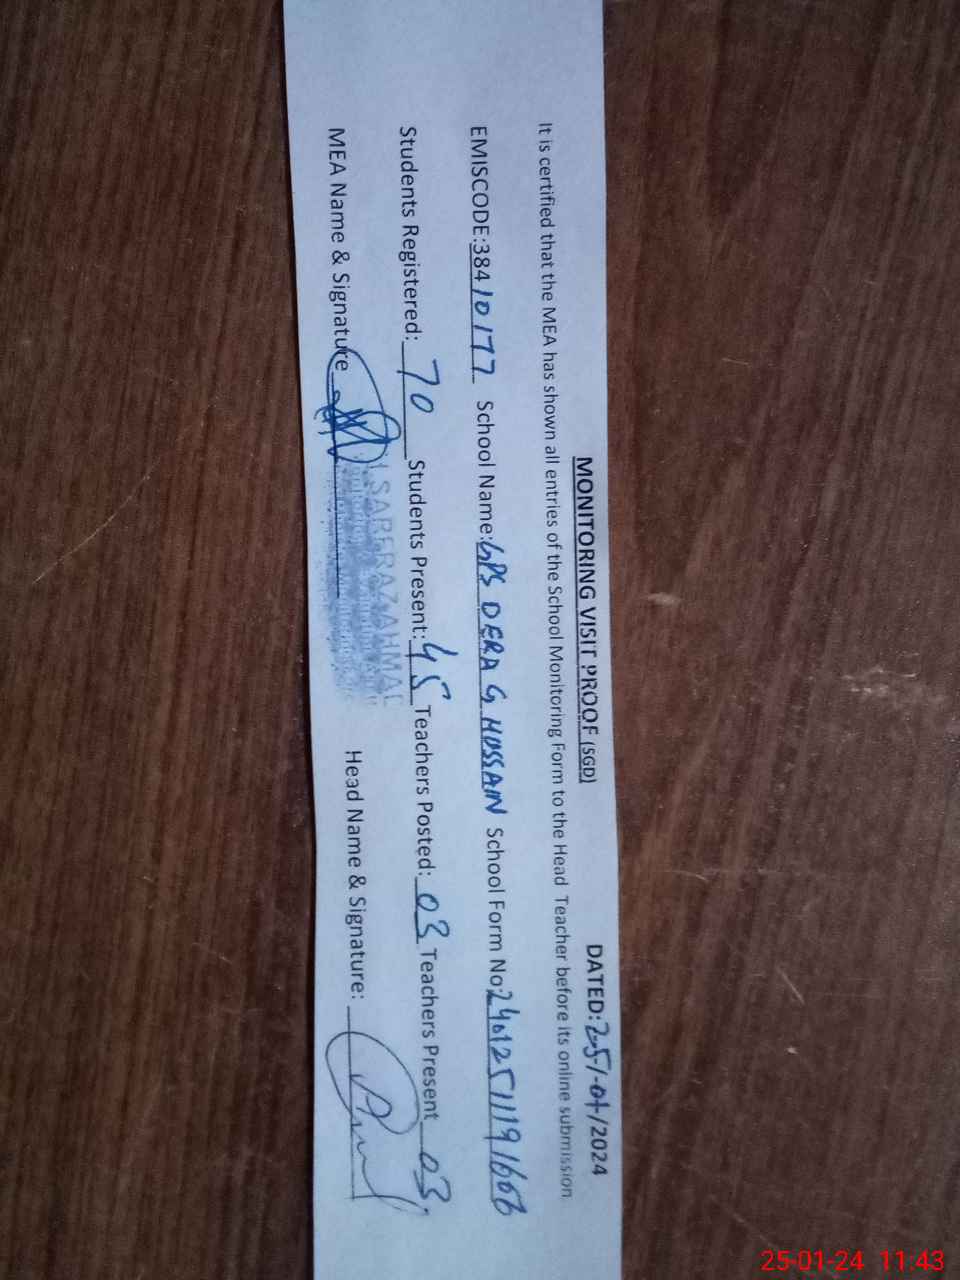 MONITORING VISIT PROOF (SGD) DATED: 25/-01-/2024
It is certified that the MEA has shown all entries of the School Monitoring Form to the Head Teacher before its online submission
EMISCODE:38410177 School Name:GPS DERA G HUSSAIN School Form No:
Students Registered: 70 Students Present: 45 Teachers Posted: 03 Teachers Present 03.
MEA Name & Signature SARFRAZ AHMAD Head Name & Signature:
25-01-24 11:43